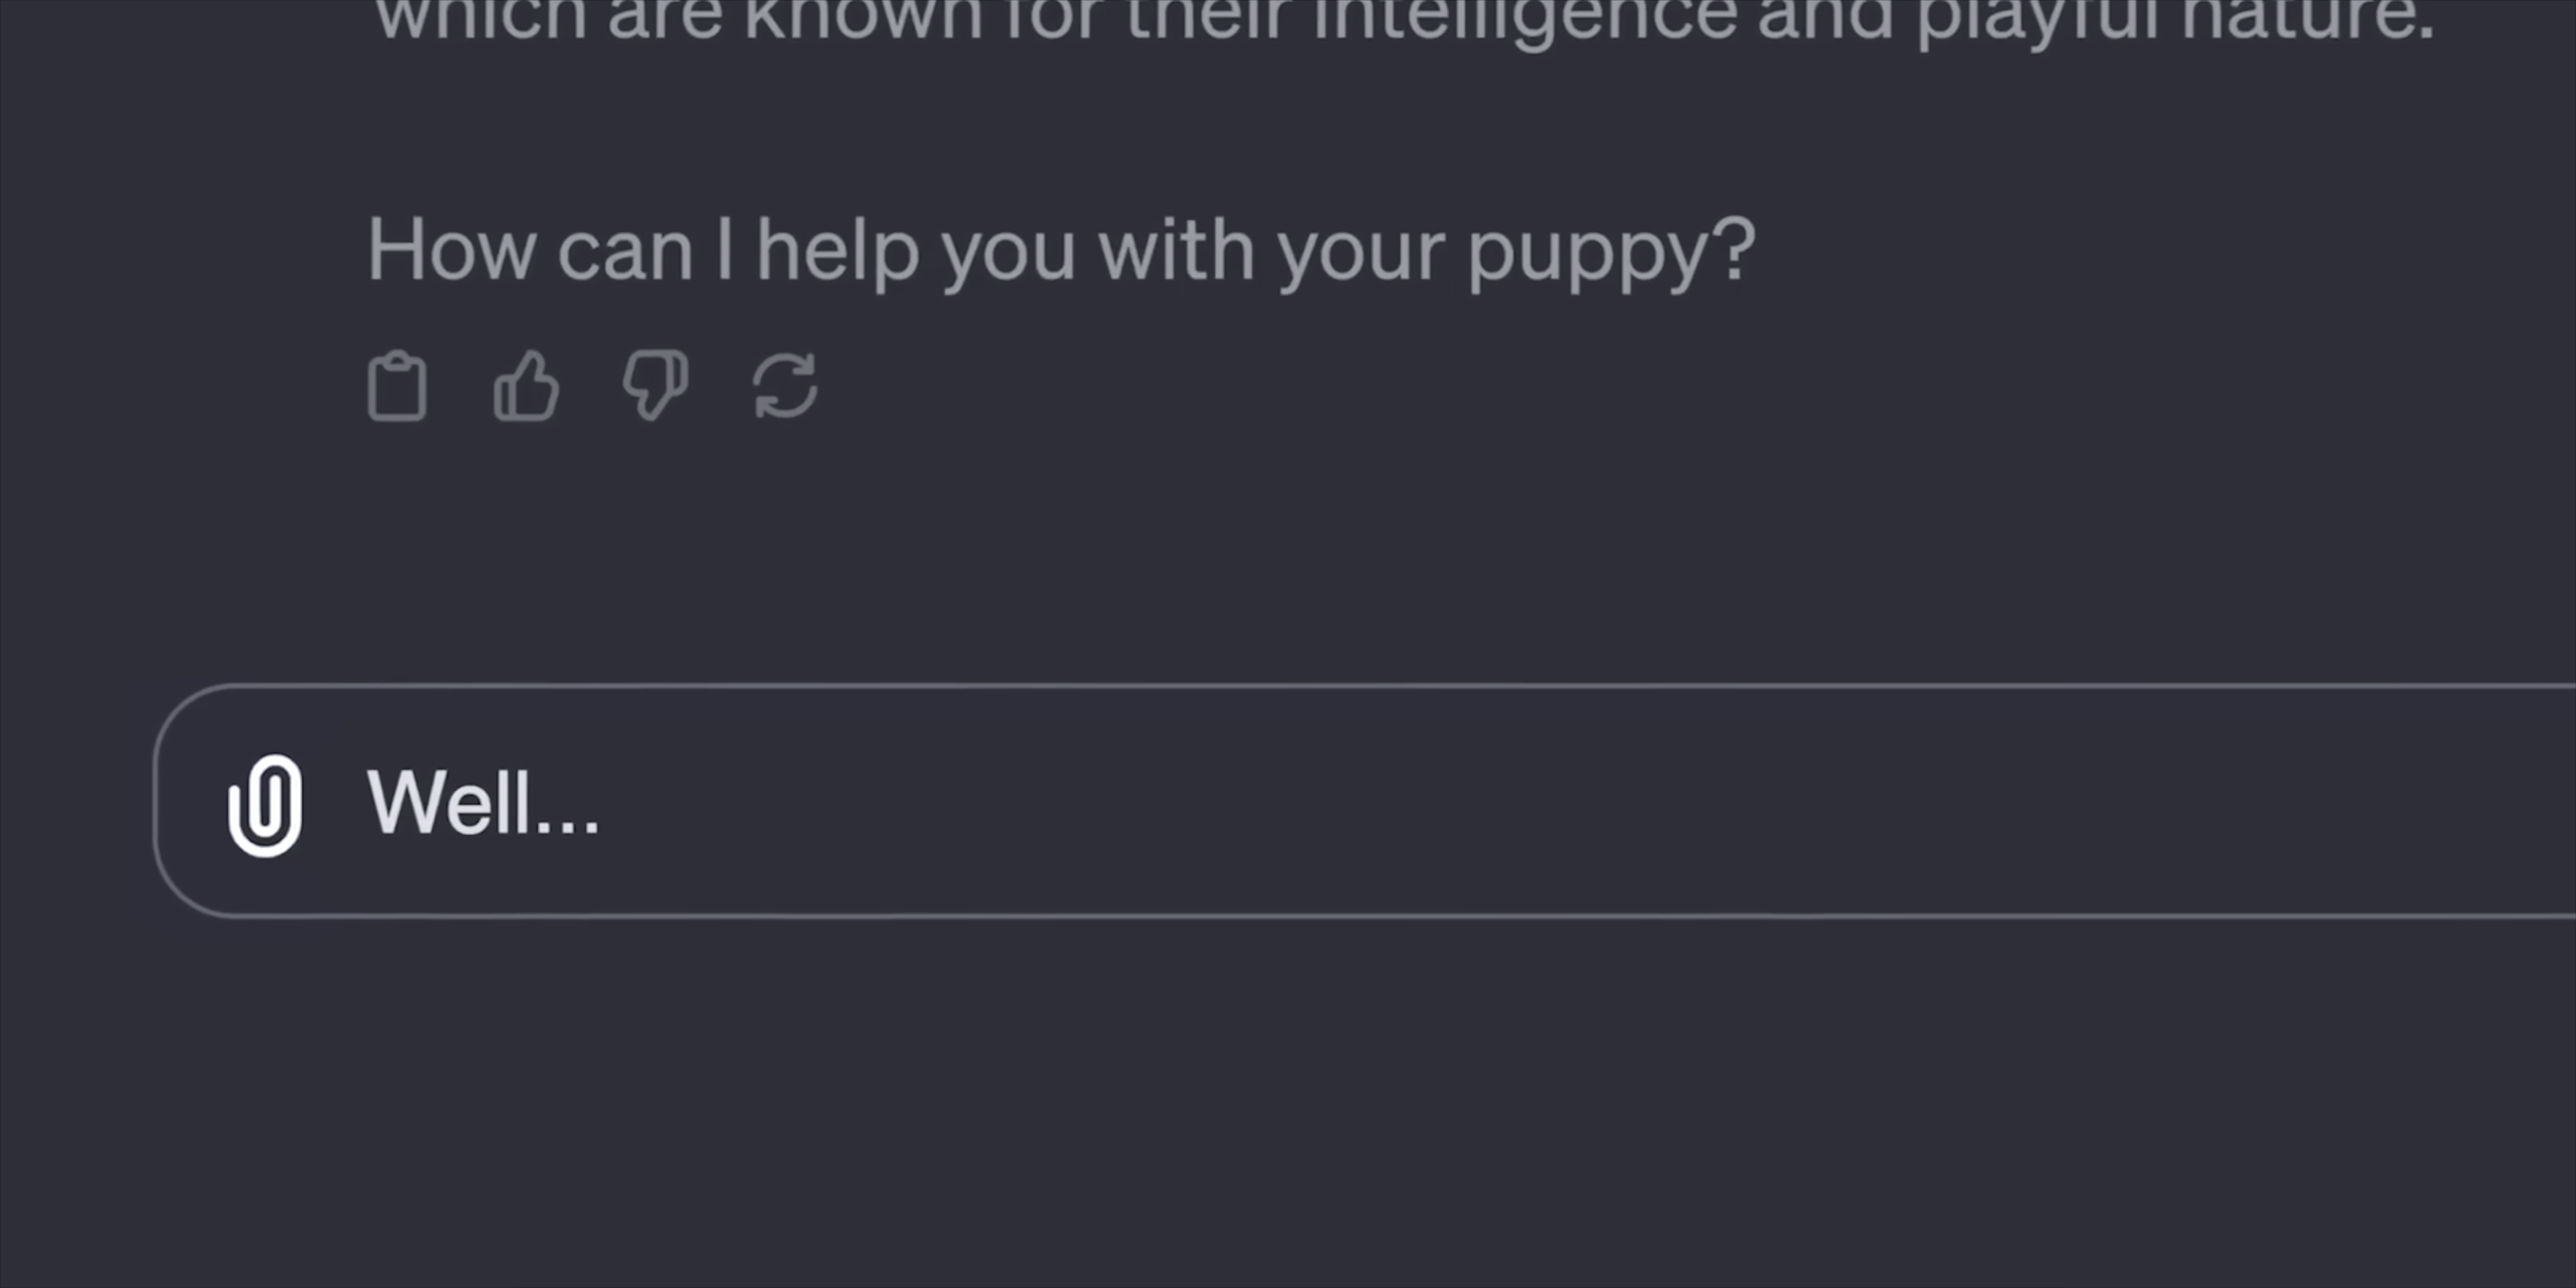 which are known for their intelligence and playful nature.
How can I help you with your puppy?
Well...